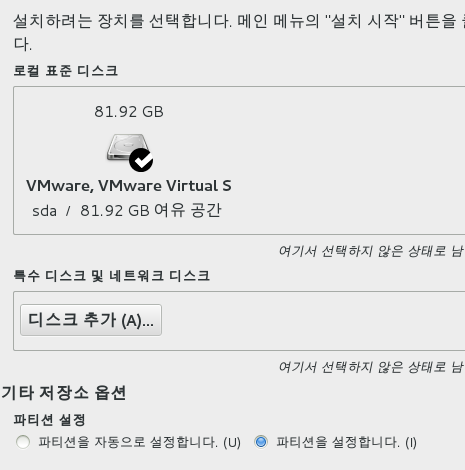 설치하려는 장치를 선택합니다. 메인 메뉴의 "설치 시작" 버튼을
다.
로컬 표준 디스크
81.92 GB
VMware, VMware Virtual S
sda / 81.92 GB 여유 공간
여기서 선택하지 않은 상태로 남
특수 디스크 및 네트워크 디스크
디스크 추가 (A)...
여기서 선택하지 않은 상태로 남
기타 저장소 옵션
파티션 설정
파티션을 자동으로 설정합니다. (U) 파티션을 설정합니다. (I)